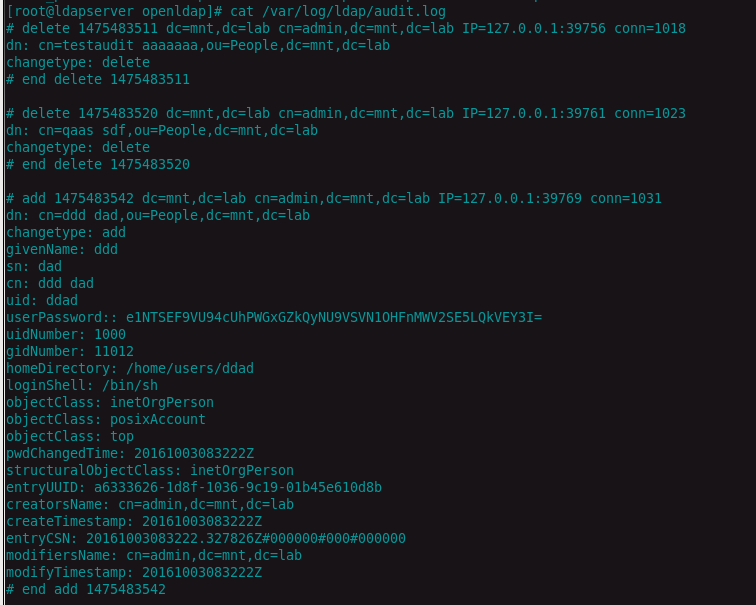 [root@ldapserver openldap]# cat /var/log/ldap/audit.log
# delete 1475483511 dc=mnt,dc=lab cn=admin,dc=mnt,dc=lab IP=127.0.0.1:39756 conn=1018
dn: cn=testaudit aaaaaaa,ou=People,dc=mnt,dc=lab
changetype: delete
# end delete 1475483511
# delete 1475483520 dc=mnt,dc=lab cn=admin,dc=mnt,dc=lab IP=127.0.0.1:39761 conn=1023
dn: cn=qaas sdf,ou=People,dc=mnt,dc=lab
changetype: delete
# end delete 1475483520
# add 1475483542 dc=mnt,dc=lab cn=admin,dc=mnt,dc=lab IP=127.0.0.1:39769 conn=1031
dn: cn=ddd dad,ou=People,dc=mnt,dc=lab
changetype: add
givenName: ddd
sn: dad
cn: ddd dad
uid: ddad
userPassword:: e1NTSEF9VU94cUhPWGxGZkQyNU9VSVN1OHFnMWV2SE5LQkVEY3I=
uidNumber: 1000
gidNumber: 11012
homeDirectory: /home/users/ddad
loginShell: /bin/sh
objectClass: inetOrgPerson
objectClass: posixAccount
objectClass: top
pwdChangedTime: 20161003083222Z
structuralObjectClass: inetOrgPerson
entryUUID: a6333626-1d8f-1036-9c19-01b45e610d8b
creatorsName: cn=admin,dc=mnt,dc=lab
createTimestamp: 20161003083222Z
entryCSN: 20161003083222.327826Z#000000#000#000000
modifiersName: cn=admin,dc=mnt,dc=lab
modifyTimestamp: 20161003083222Z
# end add 1475483542